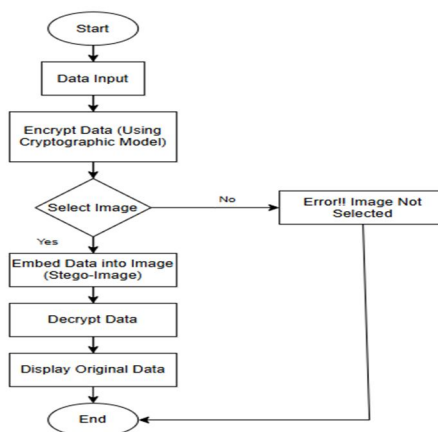 Start
Data Input
Encrypt Data (Using
Cryptographic Model)
Select Image
No
Error!! Image Not
Selected
Yes
Embed Data into Image
(Stego-Image)
Decrypt Data
Display Original Data
End